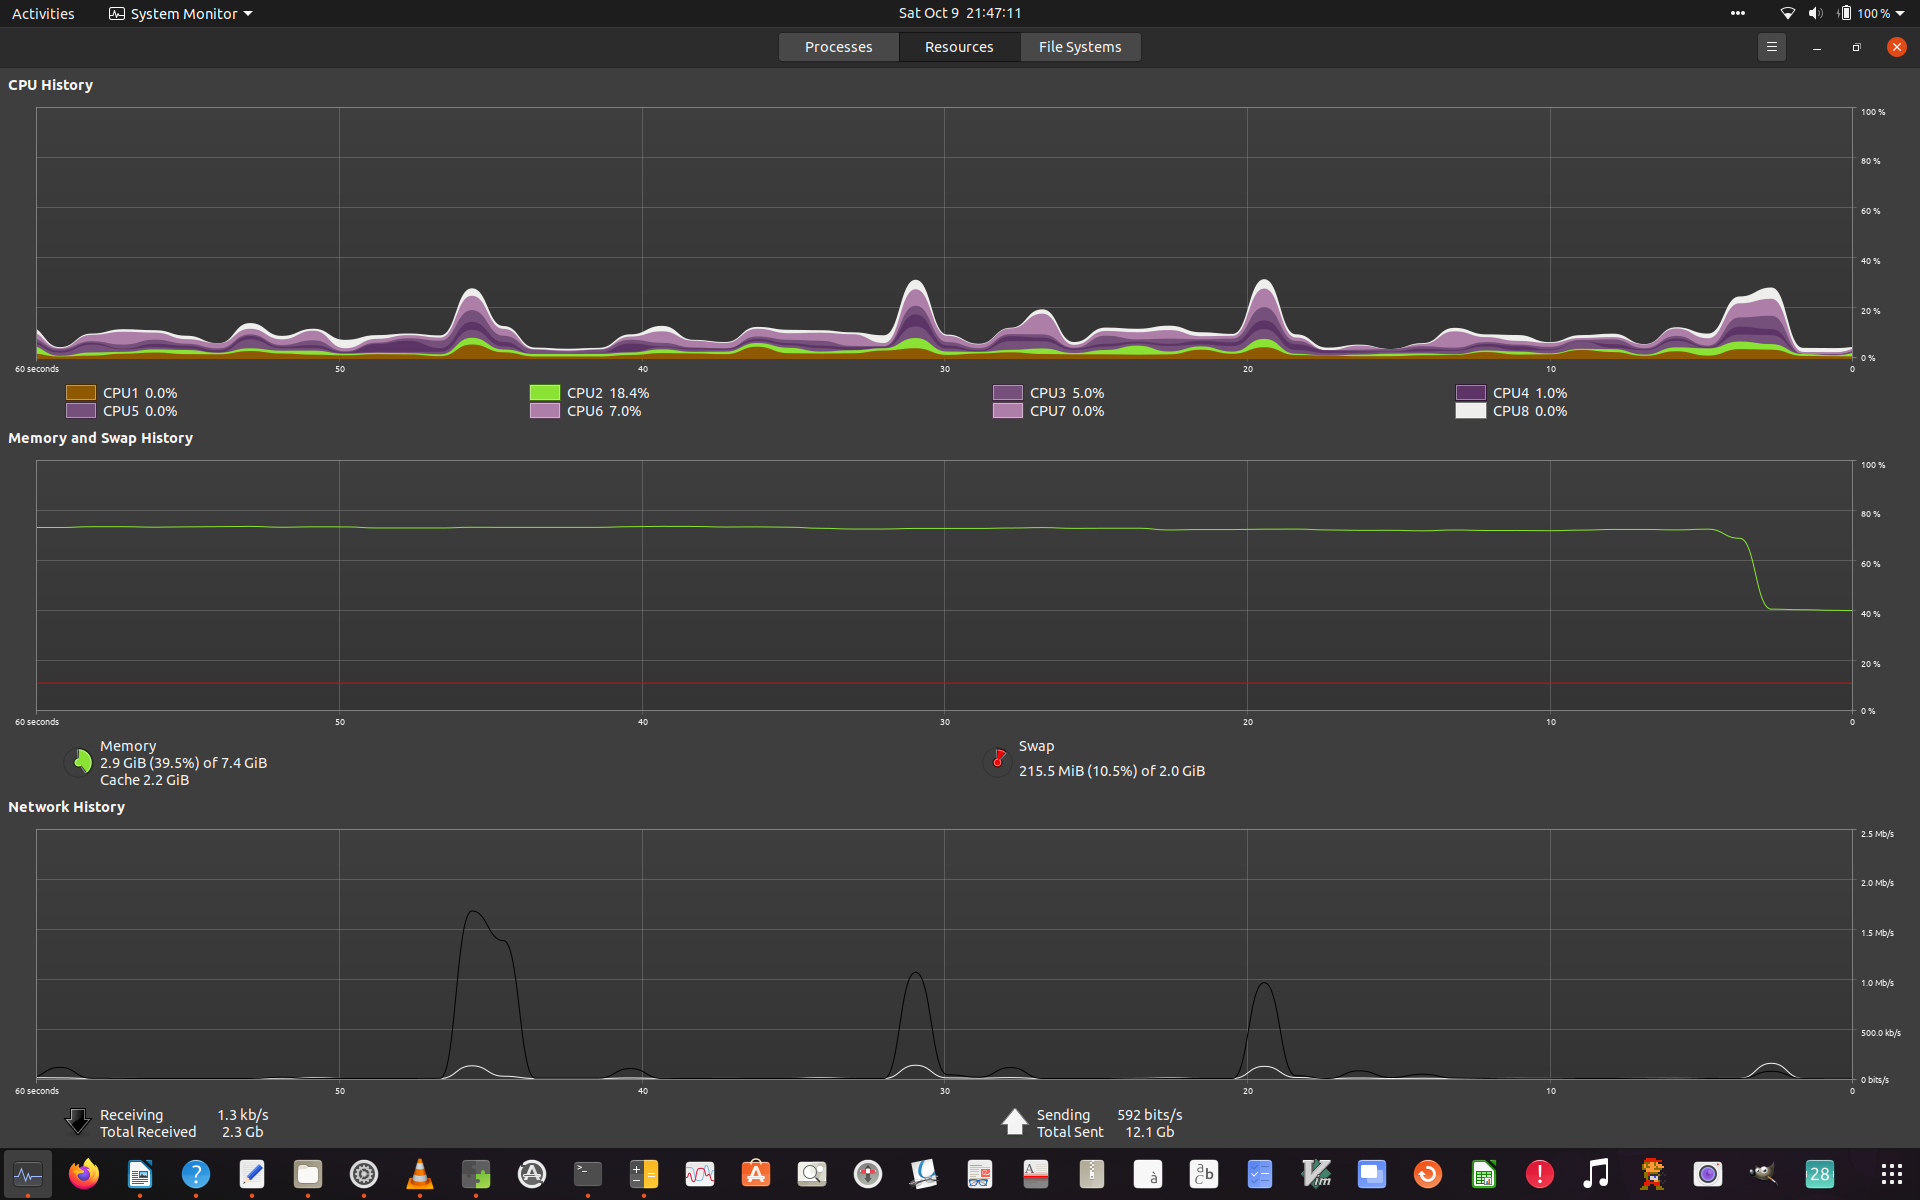 Activities System Monitor Sat Oct 9 21:47:11 100 %
Processes Resources File Systems
CPU History
100 %
80 %
60 %
40 %
20 %
0 %
60 seconds 50 40 30 20 10 0
CPU1 0.0% CPU2 18.4% CPU3 5.0% CPU4 1.0%
CPU5 0.0% CPU6 7.0% CPU7 0.0% CPU8 0.0%
Memory and Swap History
100 %
80 %
60 %
40 %
20 %
0 %
60 seconds 50 40 30 20 10 0
Memory
2.9 GiB (39.5%) of 7.4 GiB
Cache 2.2 GiB
Swap
215.5 MiB (10.5%) of 2.0 GiB
Network History
2.5 Mb/s
2.0 Mb/s
1.5 Mb/s
1.0 Mb/s
500.0 kb/s
0 bits/s
60 seconds 50 40 30 20 10 0
Receiving 1.3 kb/s
Total Received 2.3 Gb
Sending 592 bits/s
Total Sent 12.1 Gb
? >_ A à ab c Vim ! 28